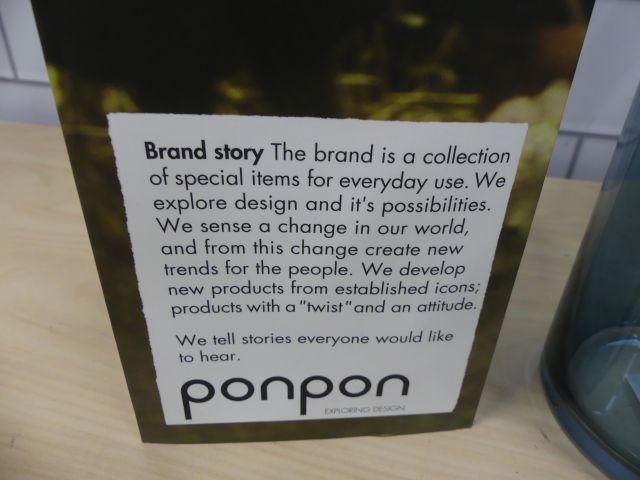 Brand story The brand is a collection
of special items for everyday use. We
explore design and it's possibilities.
We sense a change in our world,
and from this change create new
trends for the people. We develop
new products from established icons;
products with a "twist" and an attitude.
We tell stories everyone would like
to hear.
ponpon
EXPLORING DESIGN